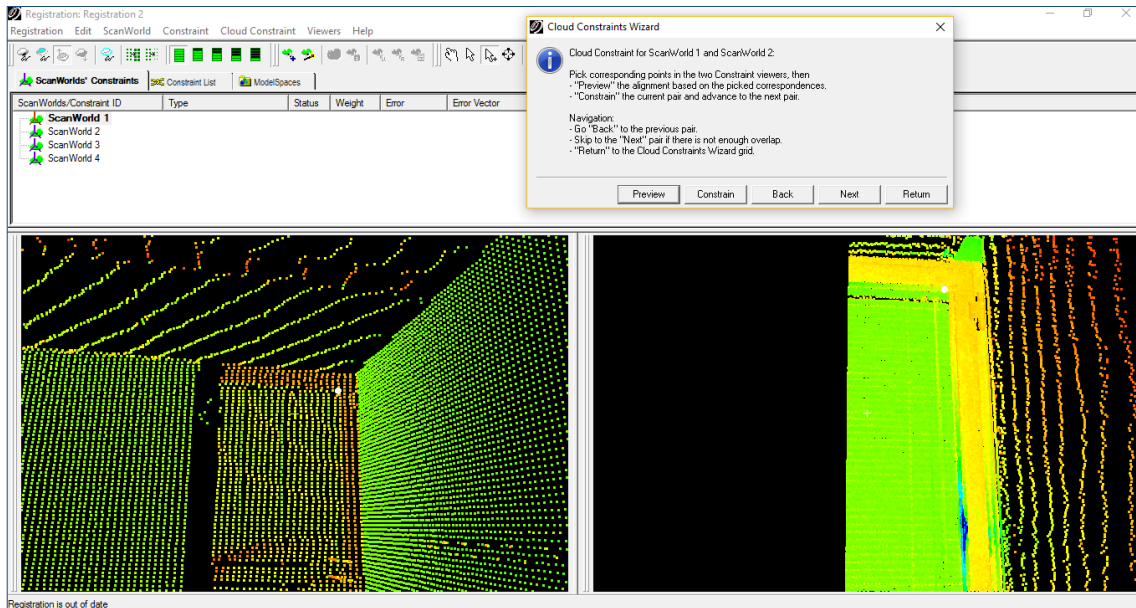 Registration: Registration 2
Registration Edit ScanWorld Constraint Cloud Constraint Viewers Help
ScanWorlds' Constraints Constraint List ModelSpaces
ScanWorlds/Constraint ID Type Status Weight Error Error Vector
ScanWorld 1
ScanWorld 2
ScanWorld 3
ScanWorld 4
Cloud Constraints Wizard
Cloud Constraint for ScanWorld 1 and ScanWorld 2:
Pick corresponding points in the two Constraint viewers, then
- "Preview" the alignment based on the picked correspondences.
- "Constrain" the current pair and advance to the next pair.
Navigation:
- Go "Back" to the previous pair.
- Skip to the "Next" pair if there is not enough overlap.
- "Return" to the Cloud Constraints Wizard grid.
Preview Constrain Back Next Return
Registration is out of date